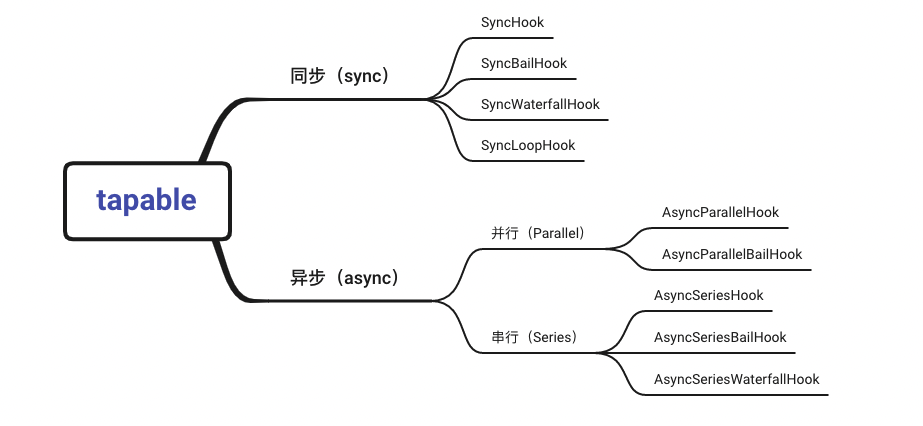 tapable
同步（sync）
SyncHook
SyncBailHook
SyncWaterfallHook
SyncLoopHook
异步（async）
并行（Parallel）
AsyncParallelHook
AsyncParallelBailHook
串行（Series）
AsyncSeriesHook
AsyncSeriesBailHook
AsyncSeriesWaterfallHook